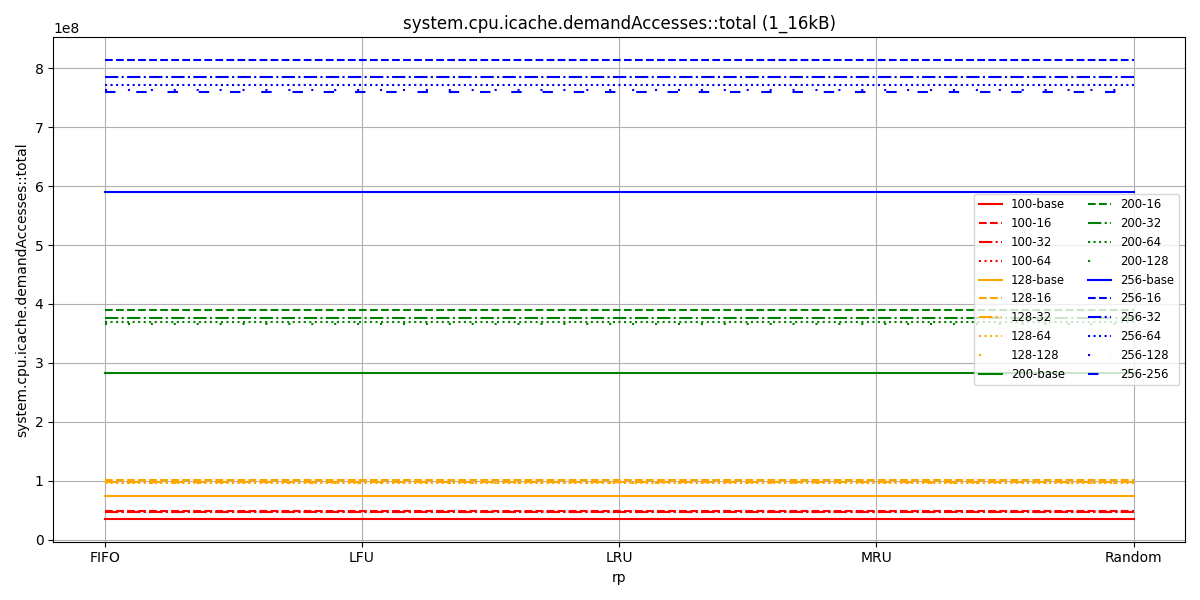 system.cpu.icache.demandAccesses::total (1_16kB)
1e8
8
7
6
5
4
3
2
1
0
system.cpu.icache.demandAccesses::total
FIFO
LFU
LRU
MRU
Random
rp
100-base
100-16
100-32
100-64
128-base
128-16
128-32
128-64
128-128
200-base
200-16
200-32
200-64
200-128
256-base
256-16
256-32
256-64
256-128
256-256